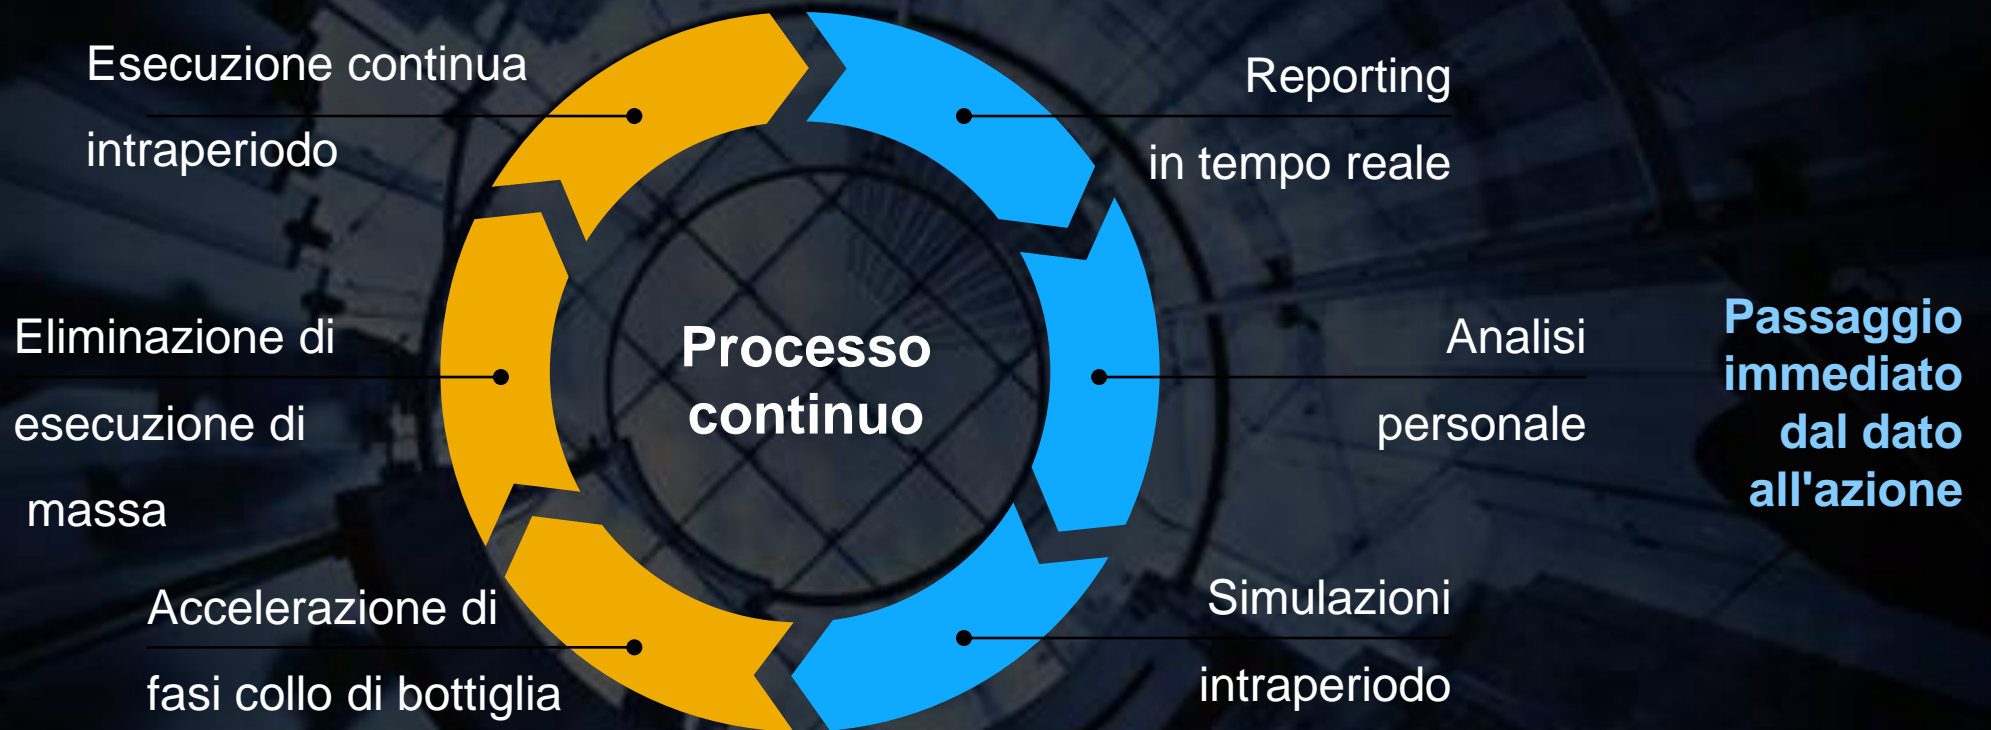 Esecuzione continua
intraperiodo
Eliminazione di
esecuzione di
massa
Accelerazione di
fasi collo di bottiglia
Processo
continuo
Reporting
in tempo reale
Analisi
personale
Simulazioni
intraperiodo
Passaggio
immediato
dal dato
all'azione